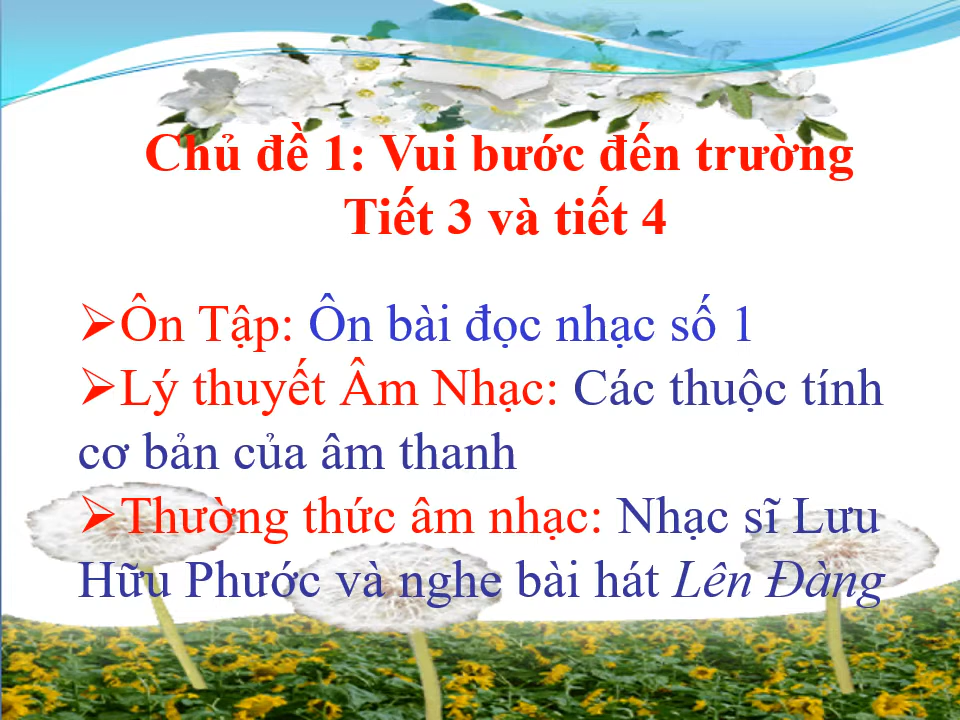 Chủ đề 1: Vui bước đến trường
Tiết 3 và tiết 4
➢Ôn Tập: Ôn bài đọc nhạc số 1
➢Lý thuyết Âm Nhạc: Các thuộc tính
cơ bản của âm thanh
➢Thường thức âm nhạc: Nhạc sĩ Lưu
Hữu Phước và nghe bài hát Lên Đàng